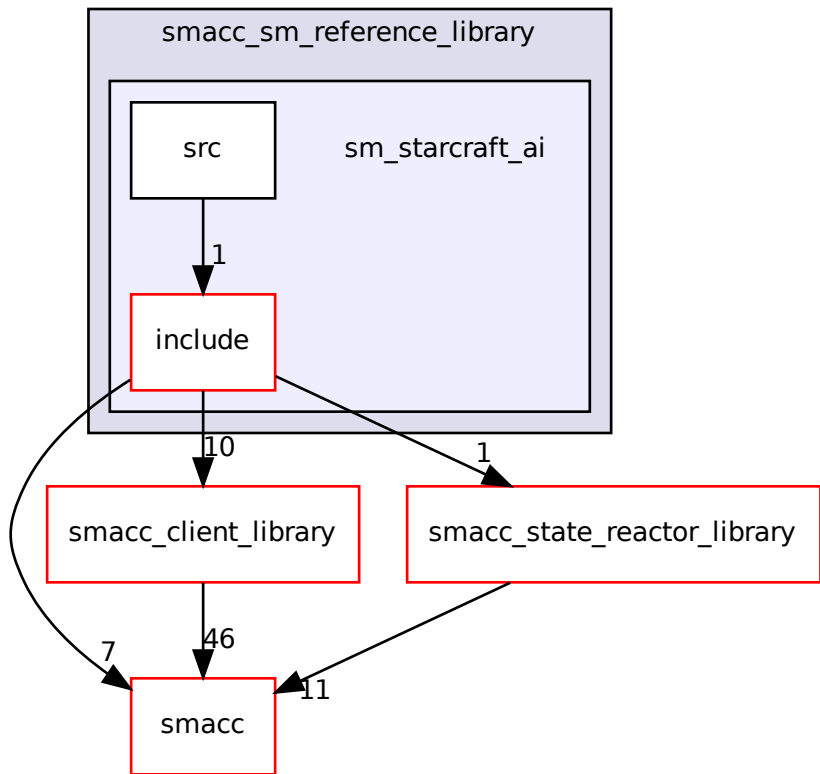 smacc_sm_reference_library
src
sm_starcraft_ai
1
include
10
1
smacc_client_library
smacc_state_reactor_library
7
46
11
smacc